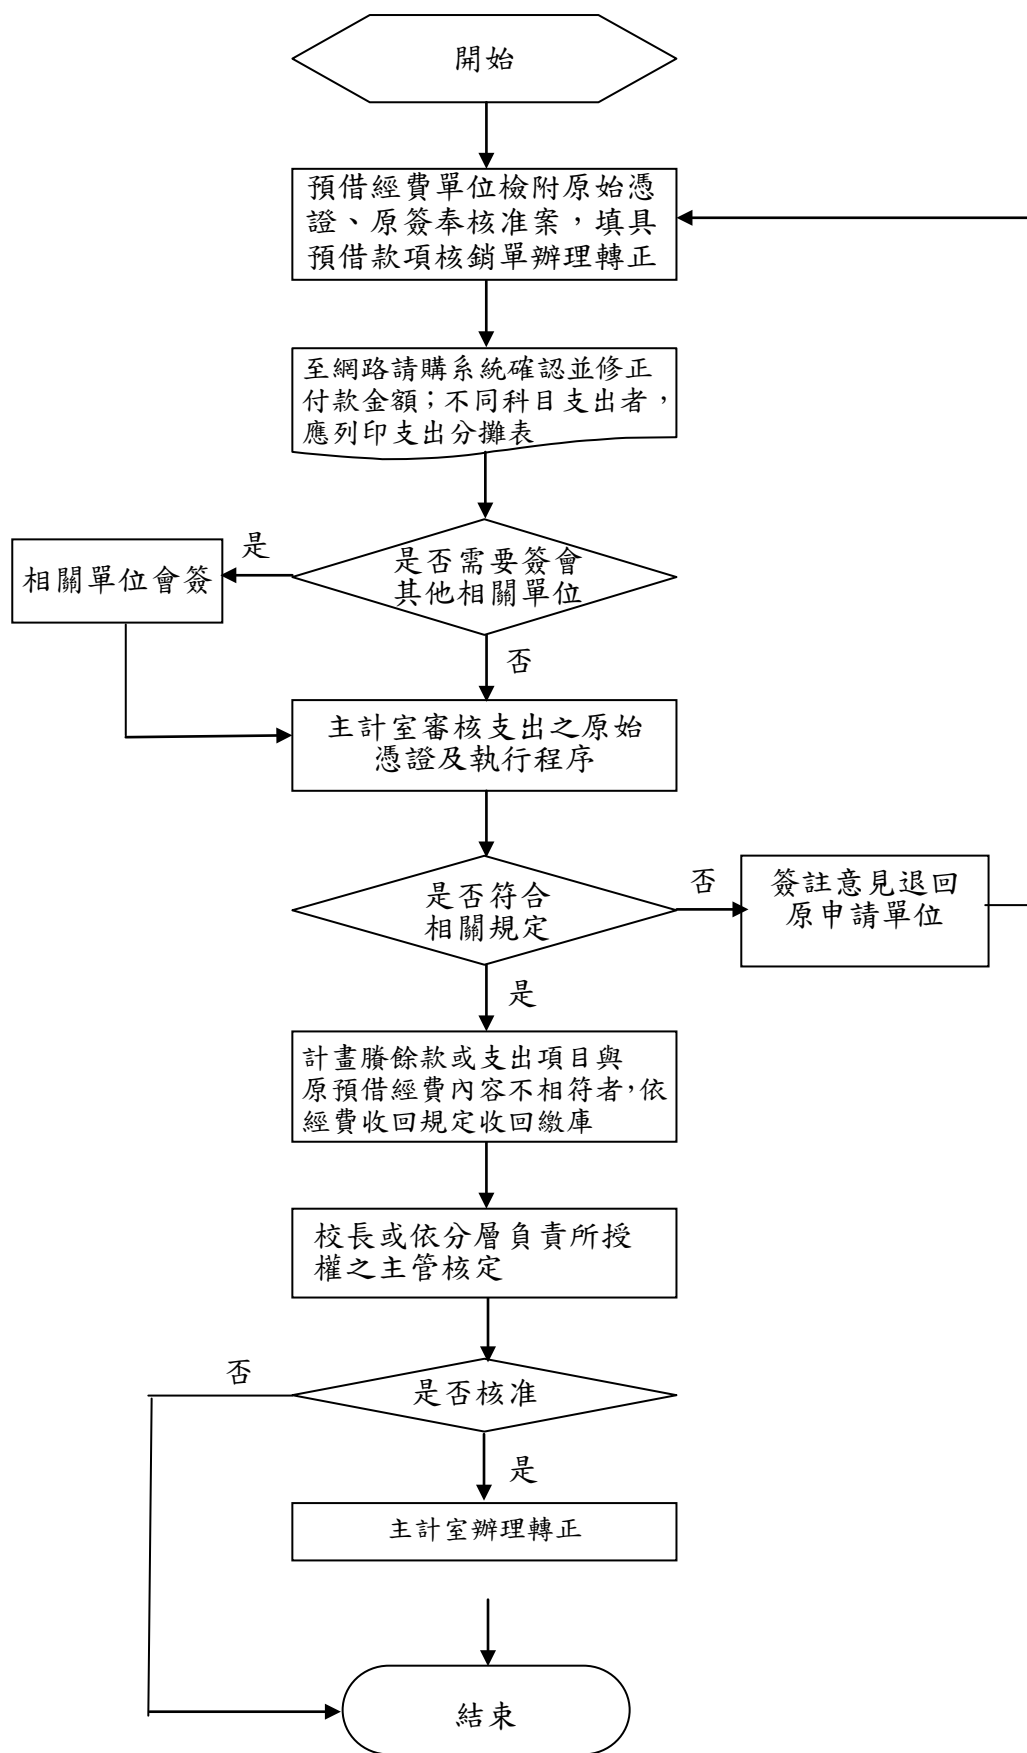 開始
預借經費單位檢附原始憑
證、原簽奉核准案，填具
預借款項核銷單辦理轉正
至網路請購系統確認並修正
付款金額；不同科目支出者，
應列印支出分攤表
是否需要簽會
其他相關單位
是
相關單位會簽
否
主計室審核支出之原始
憑證及執行程序
是否符合
相關規定
否
簽註意見退回
原申請單位
是
計畫賸餘款或支出項目與
原預借經費內容不相符者，依
經費收回規定收回繳庫
校長或依分層負責所授
權之主管核定
否
是否核准
是
主計室辦理轉正
結束